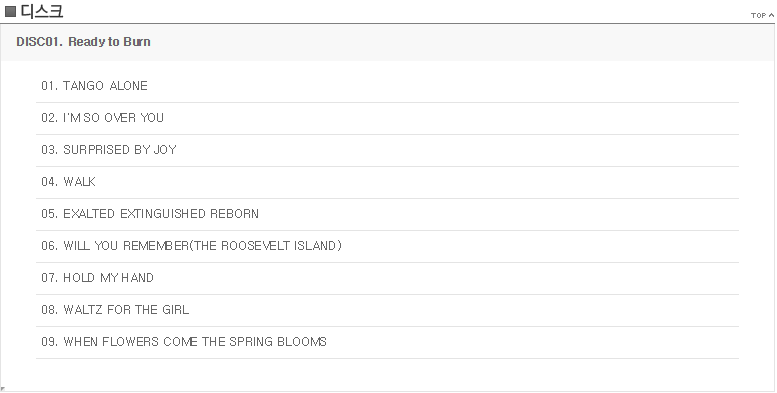 디스크
TOP
DISC01. Ready to Burn
01. TANGO ALONE
02. I'M SO OVER YOU
03. SURPRISED BY JOY
04. WALK
05. EXALTED EXTINGUISHED REBORN
06. WILL YOU REMEMBER(THE ROOSEVELT ISLAND)
07. HOLD MY HAND
08. WALTZ FOR THE GIRL
09. WHEN FLOWERS COME THE SPRING BLOOMS